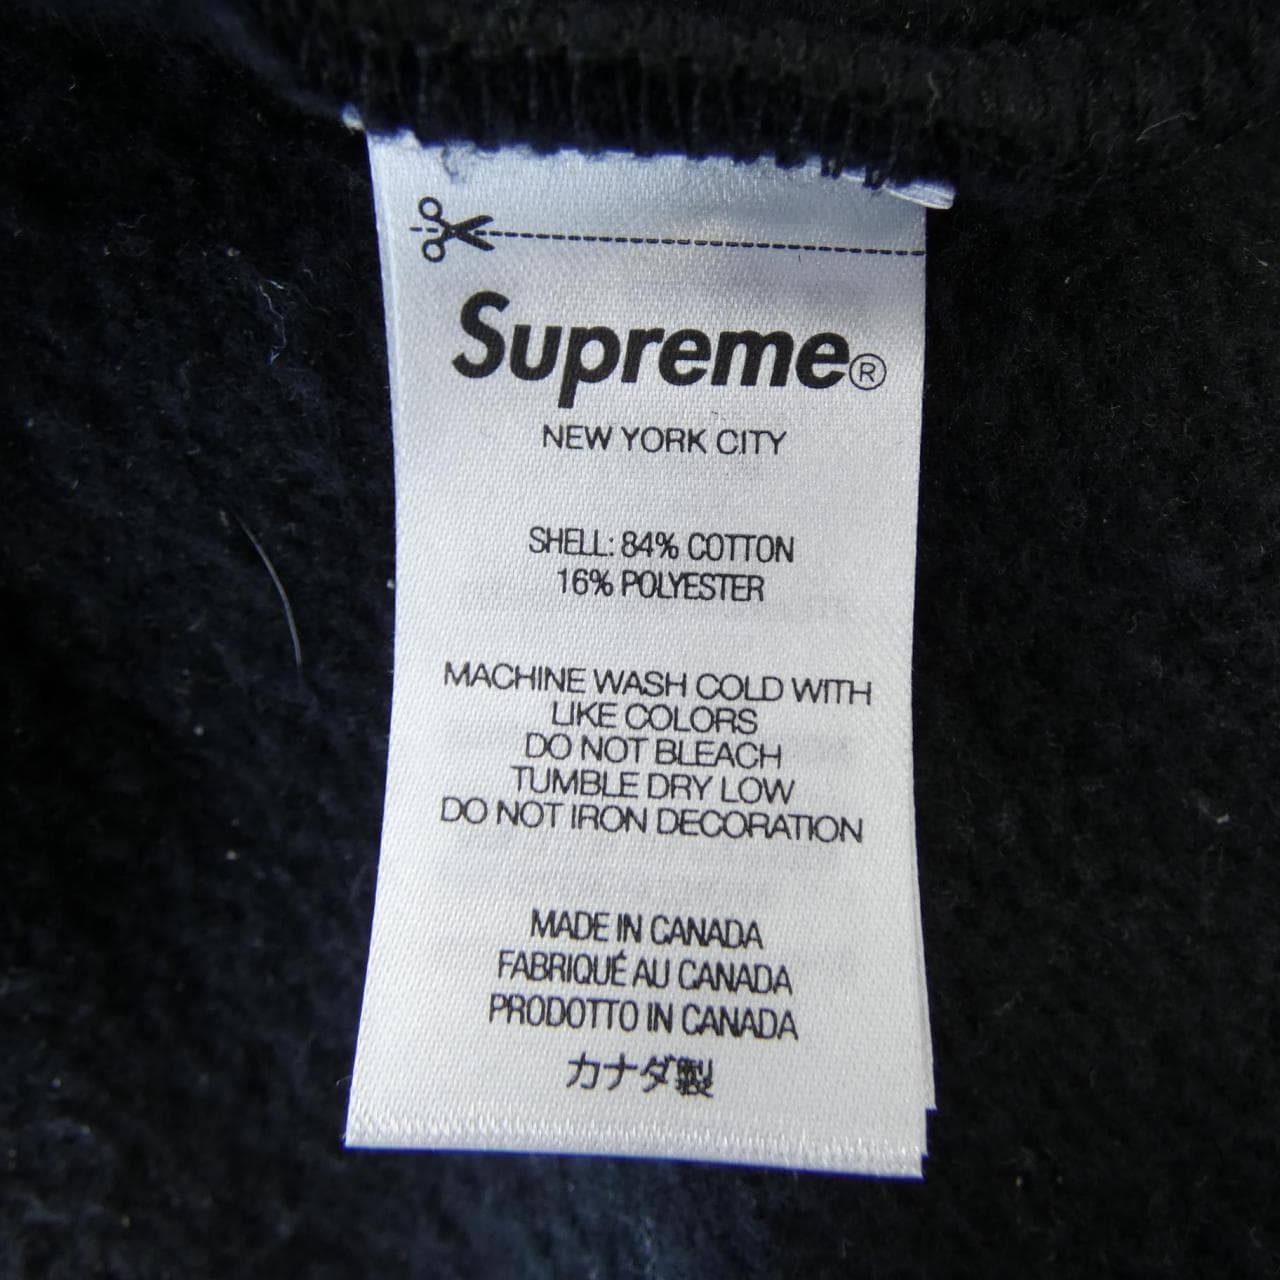 Supreme®
NEW YORK CITY
SHELL: 84% COTTON
16% POLYESTER
MACHINE WASH COLD WITH
LIKE COLORS
DO NOT BLEACH
TUMBLE DRY LOW
DO NOT IRON DECORATION
MADE IN CANADA
FABRIQUÉ AU CANADA
PRODOTTO IN CANADA
カナダ製